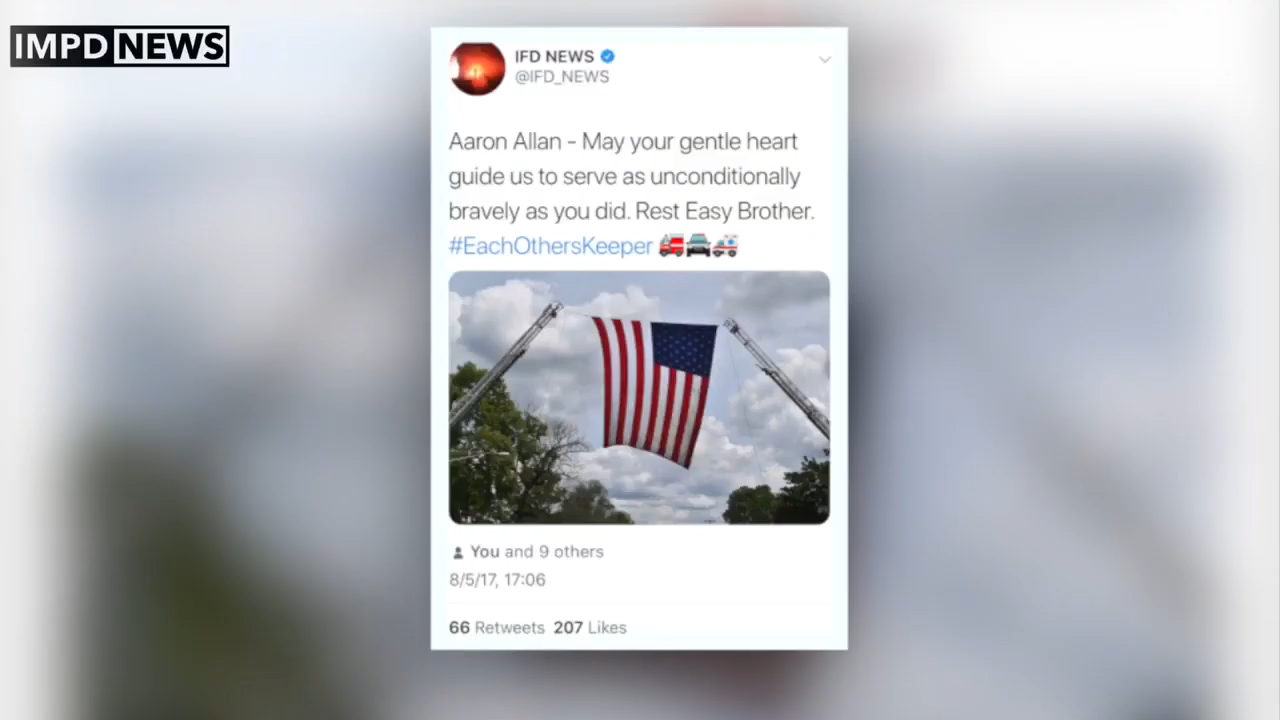 IMPD NEWS
IFD NEWS
@IFD_NEWS
Aaron Allan - May your gentle heart
guide us to serve as unconditionally
bravely as you did. Rest Easy Brother.
#EachOthersKeeper 🚒🚔🚑
You and 9 others
8/5/17, 17:06
66 Retweets 207 Likes